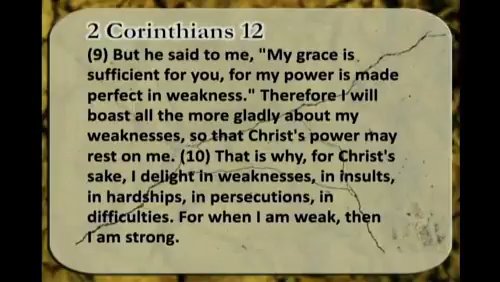 2 Corinthians 12
(9) But he said to me, "My grace is
sufficient for you, for my power is made
perfect in weakness." Therefore I will
boast all the more gladly about my
weaknesses, so that Christ's power may
rest on me. (10) That is why, for Christ's
sake, I delight in weaknesses, in insults,
in hardships, in persecutions, in
difficulties. For when I am weak, then
I am strong.